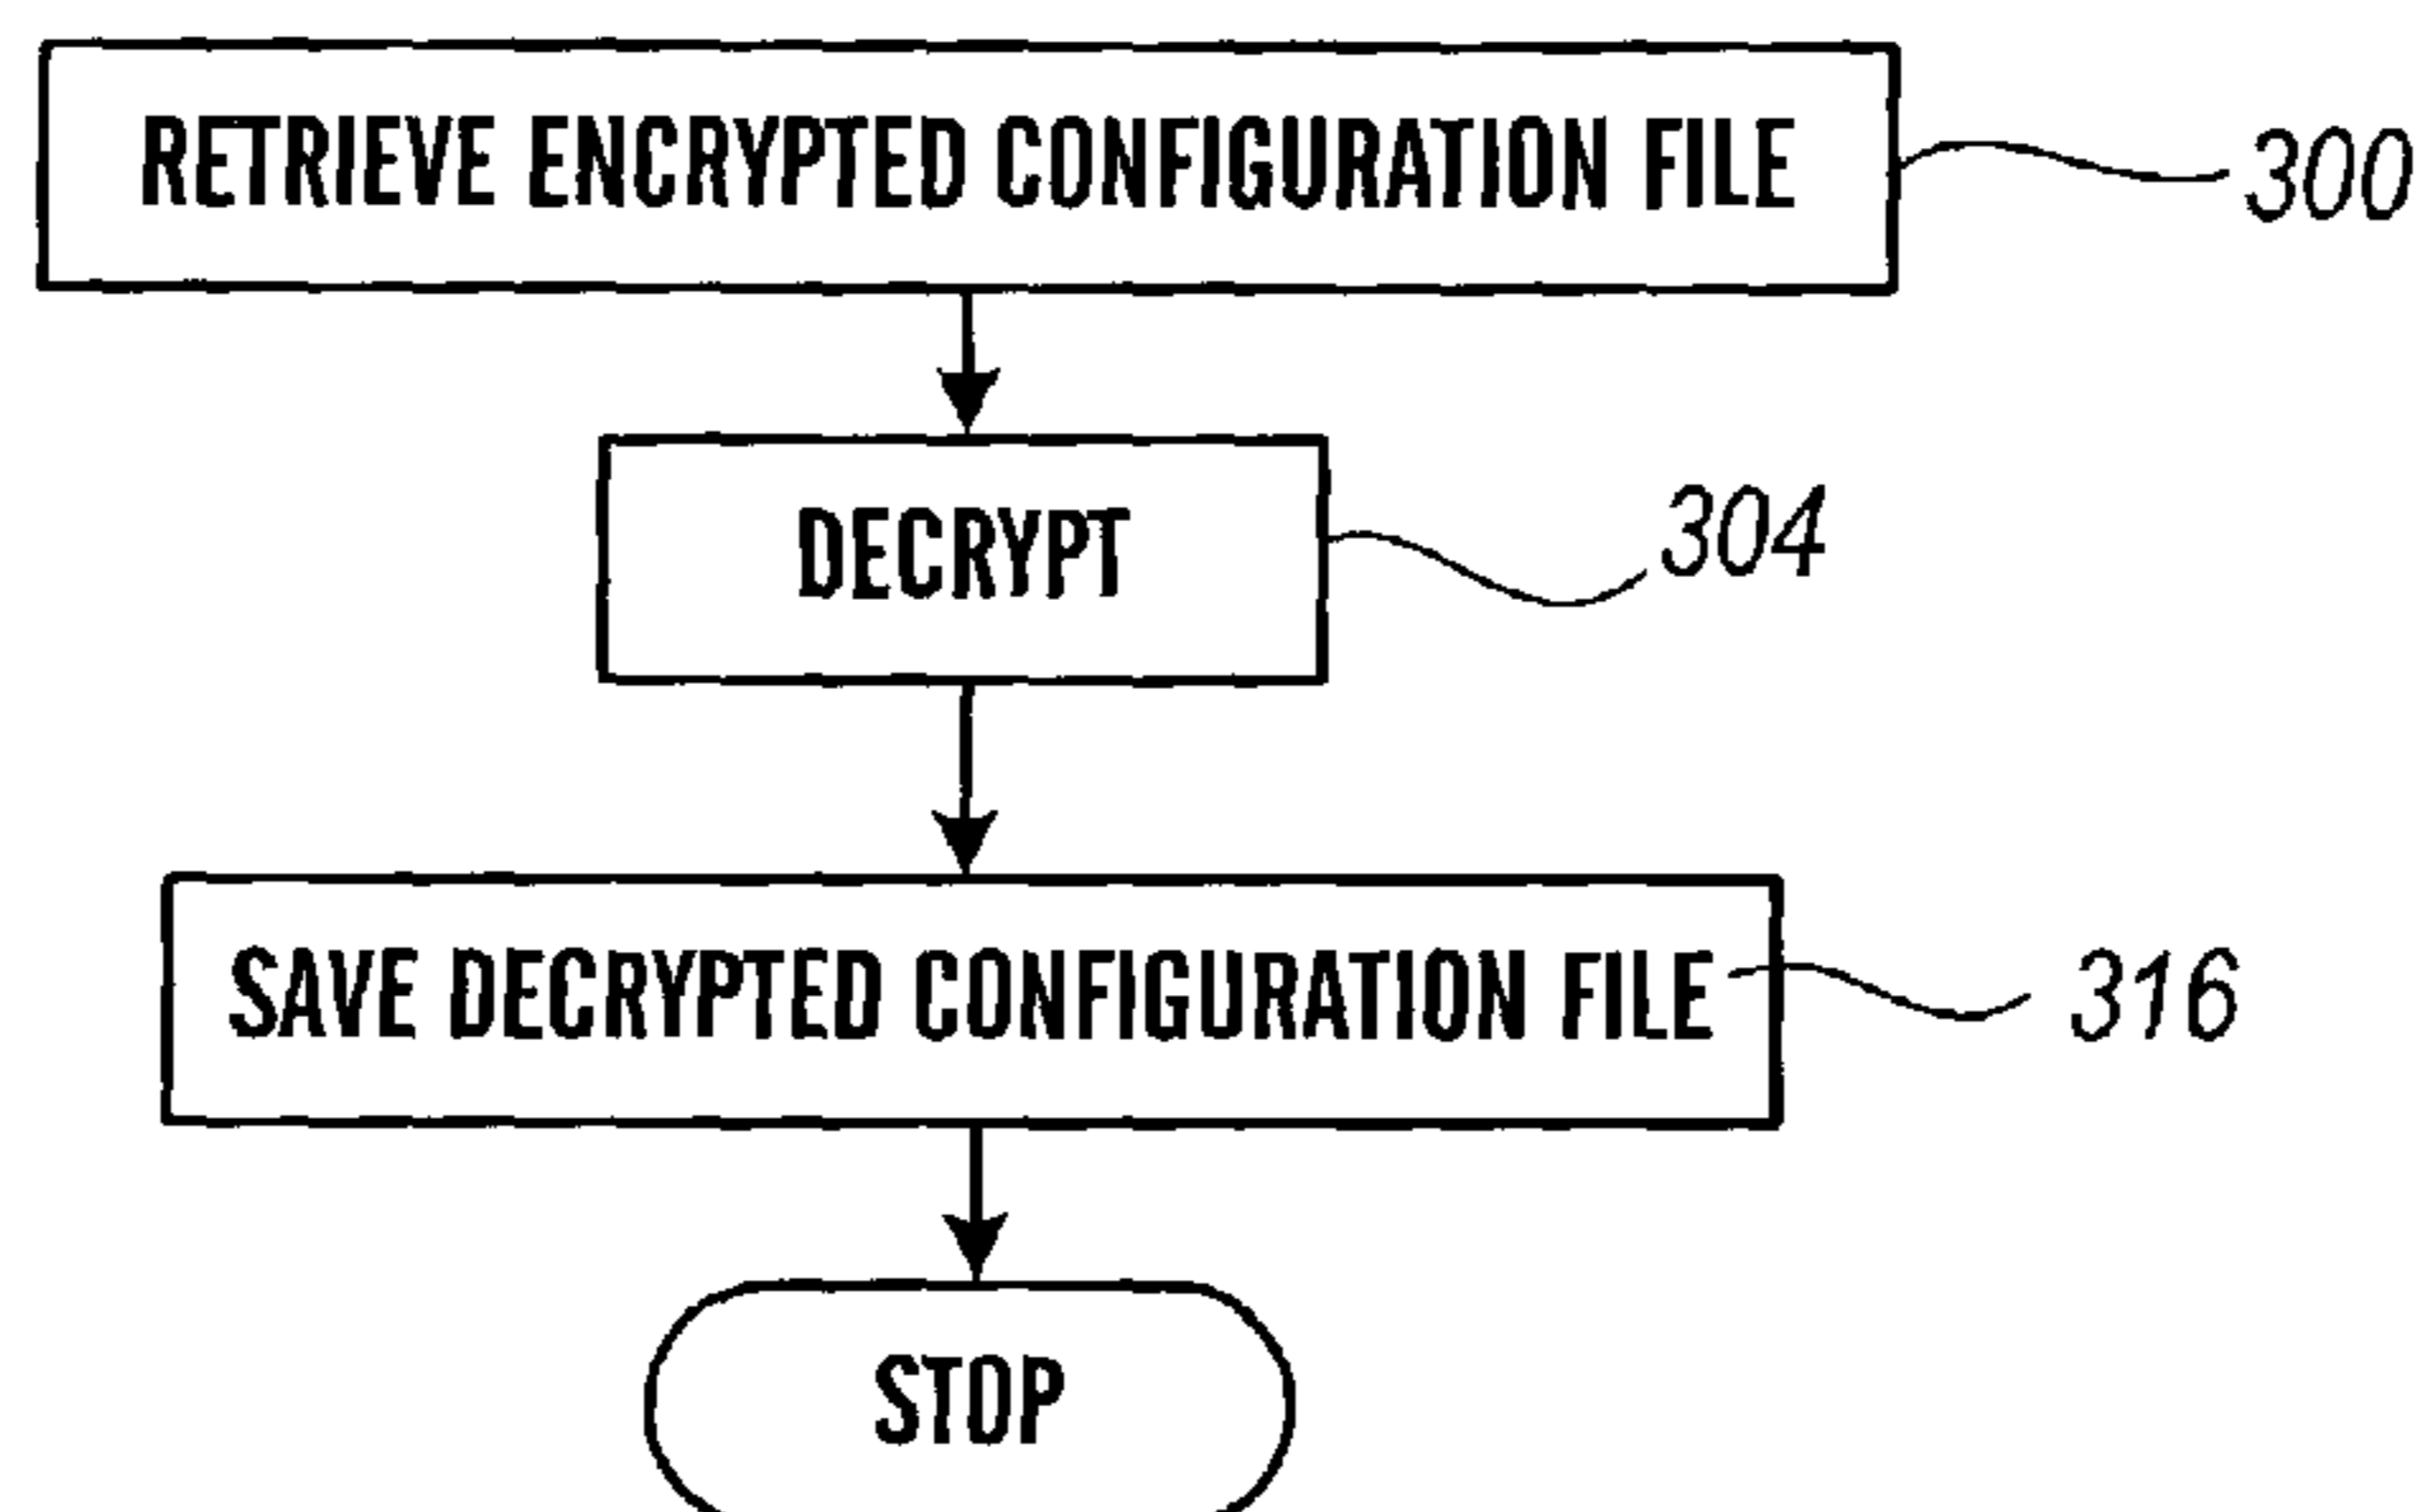 RETRIEVE ENCRYPTED CONFIGURATION FILE
300
DECRYPT
304
SAVE DECRYPTED CONFIGURATION FILE
316
STOP